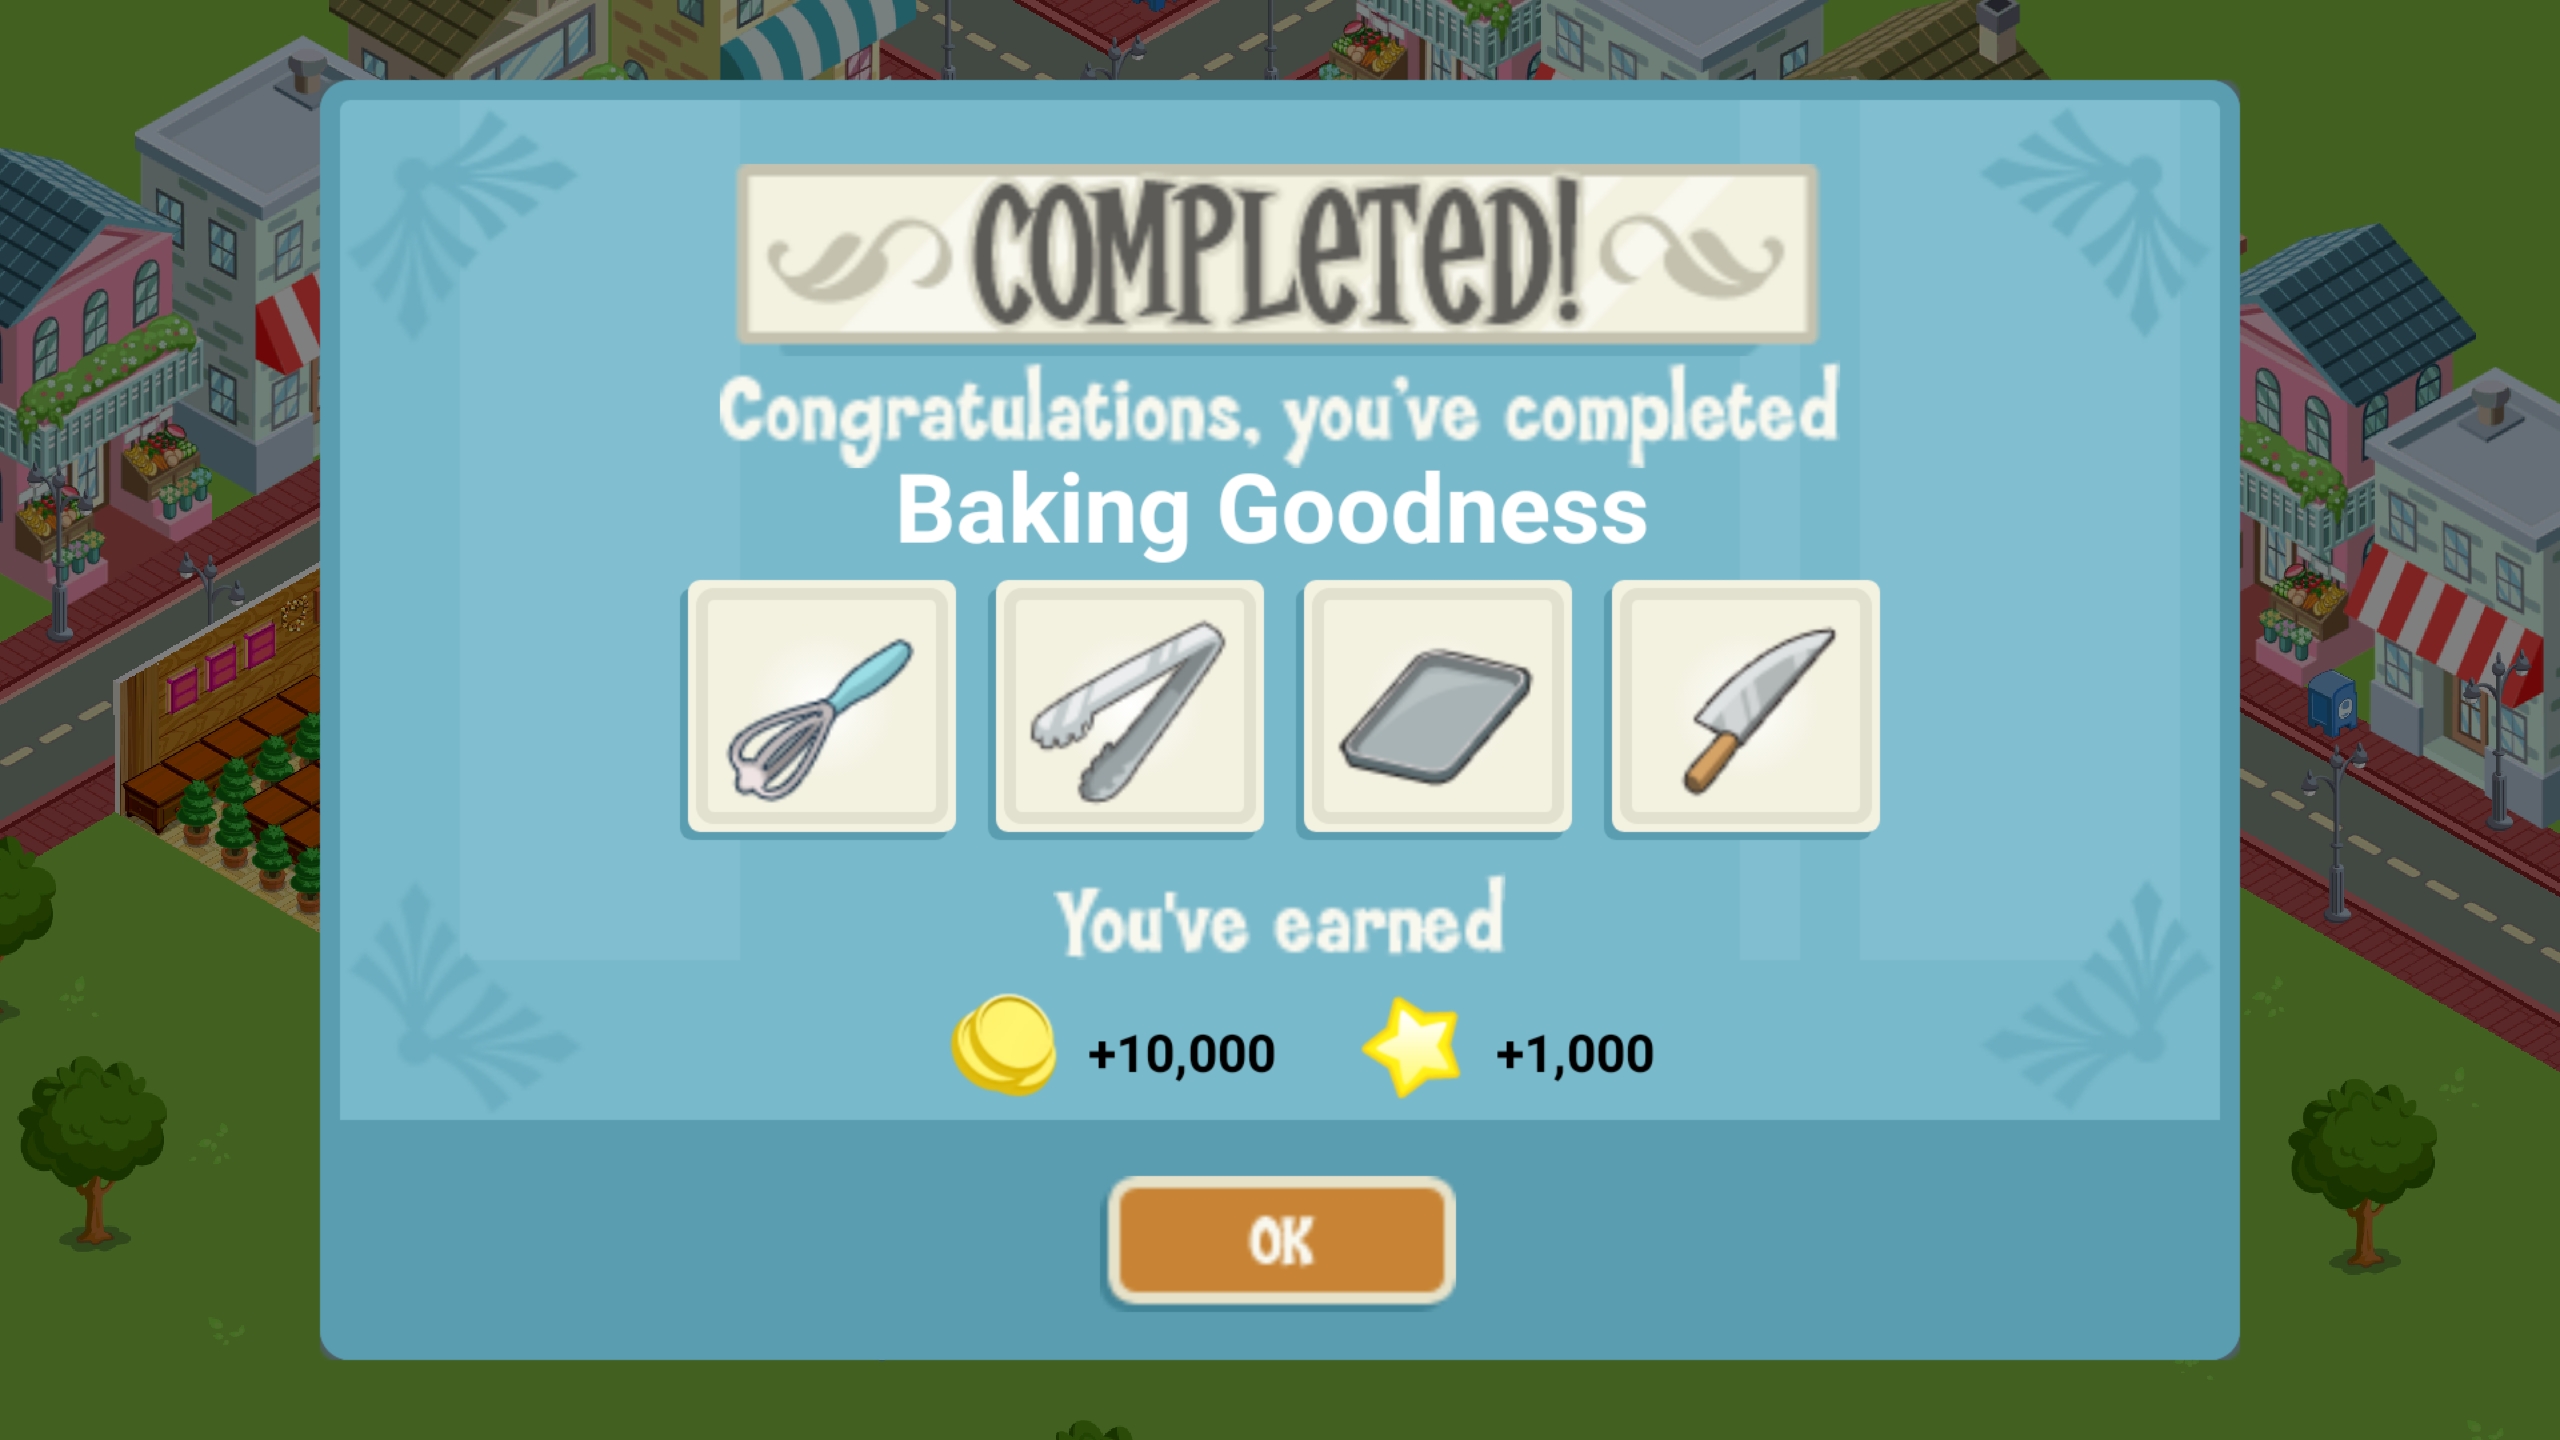 COMPLETED!
Congratulations, you've completed
Baking Goodness
You've earned
+10,000 +1,000
OK